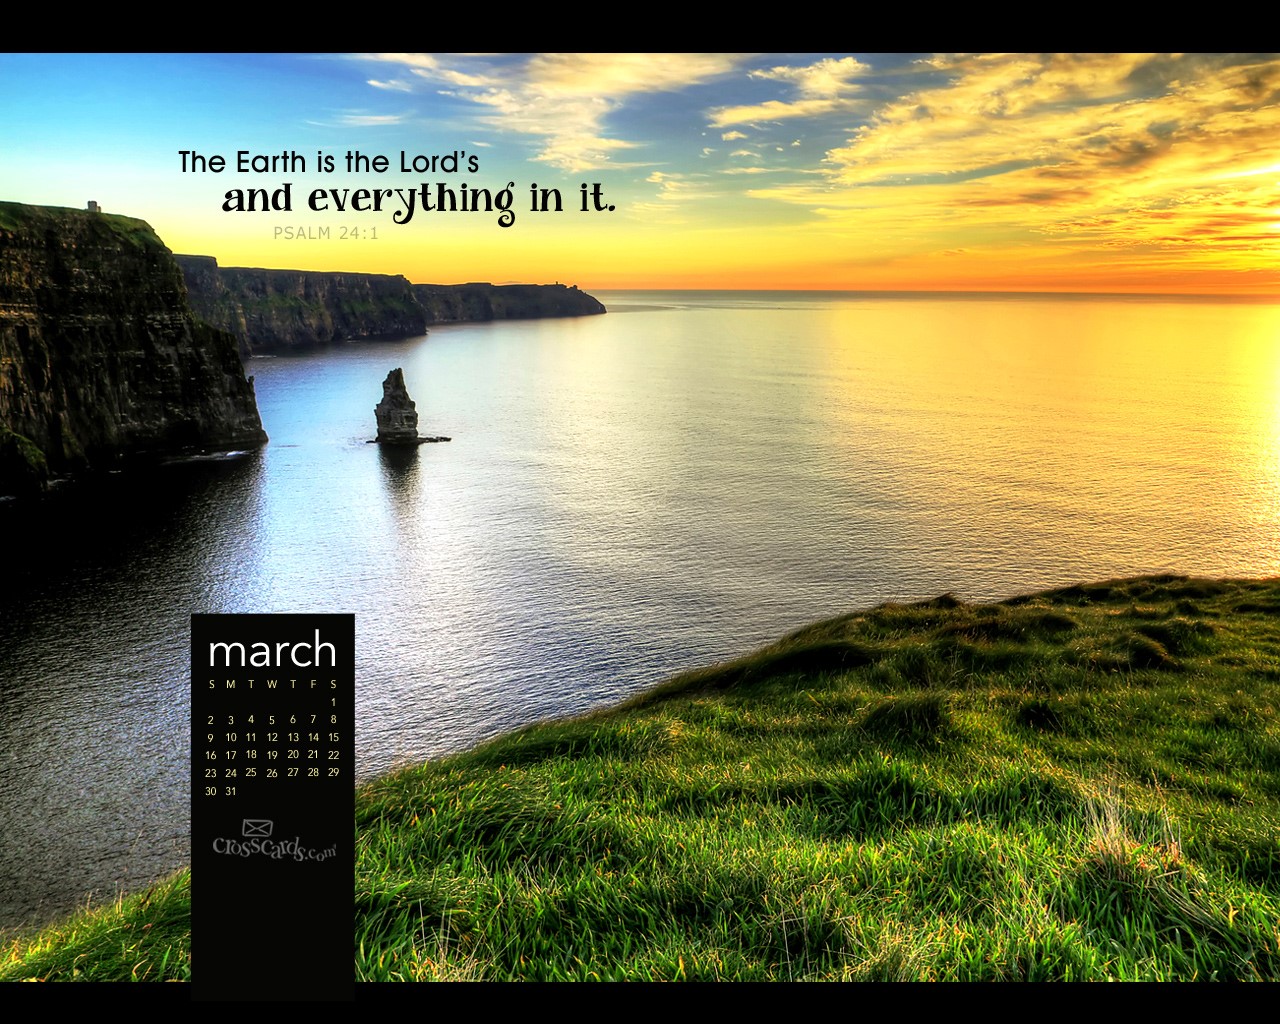 The Earth is the Lord's
and everything in it.
PSALM 24:1
march
S M T W T F S
1
2 3 4 5 6 7 8
9 10 11 12 13 14 15
16 17 18 19 20 21 22
23 24 25 26 27 28 29
30 31
crosscards.com